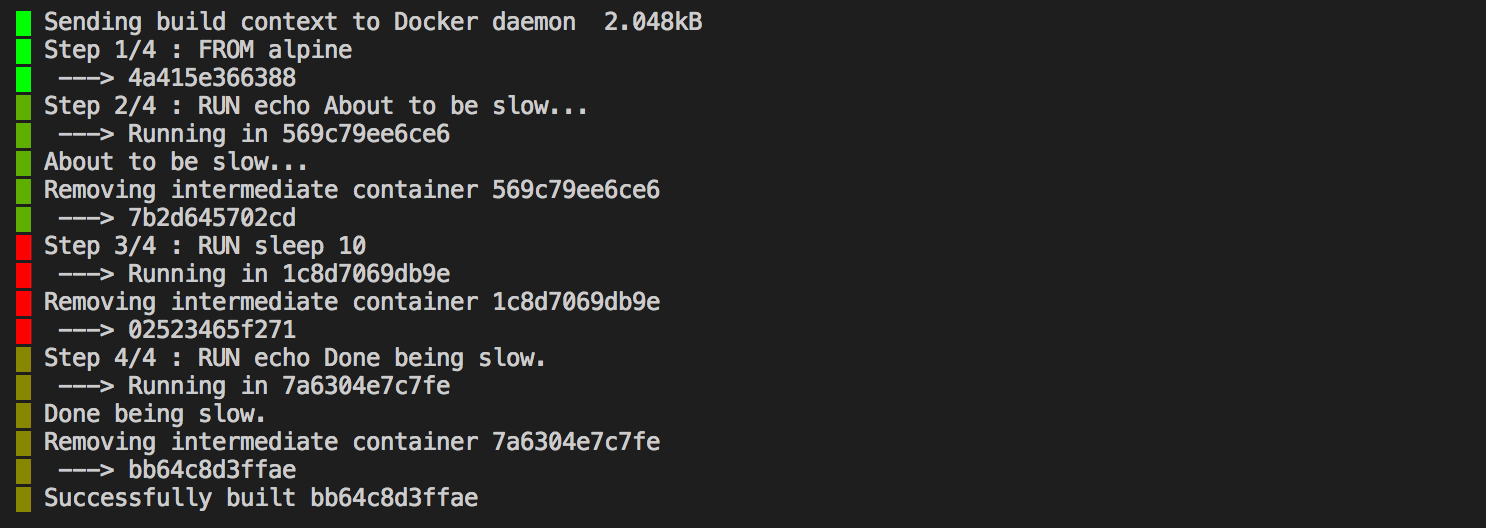 Sending build context to Docker daemon  2.048kB
Step 1/4 : FROM alpine
 ---> 4a415e366388
Step 2/4 : RUN echo About to be slow...
 ---> Running in 569c79ee6ce6
About to be slow...
Removing intermediate container 569c79ee6ce6
 ---> 7b2d645702cd
Step 3/4 : RUN sleep 10
 ---> Running in 1c8d7069db9e
Removing intermediate container 1c8d7069db9e
 ---> 02523465f271
Step 4/4 : RUN echo Done being slow.
 ---> Running in 7a6304e7c7fe
Done being slow.
Removing intermediate container 7a6304e7c7fe
 ---> bb64c8d3ffae
Successfully built bb64c8d3ffae